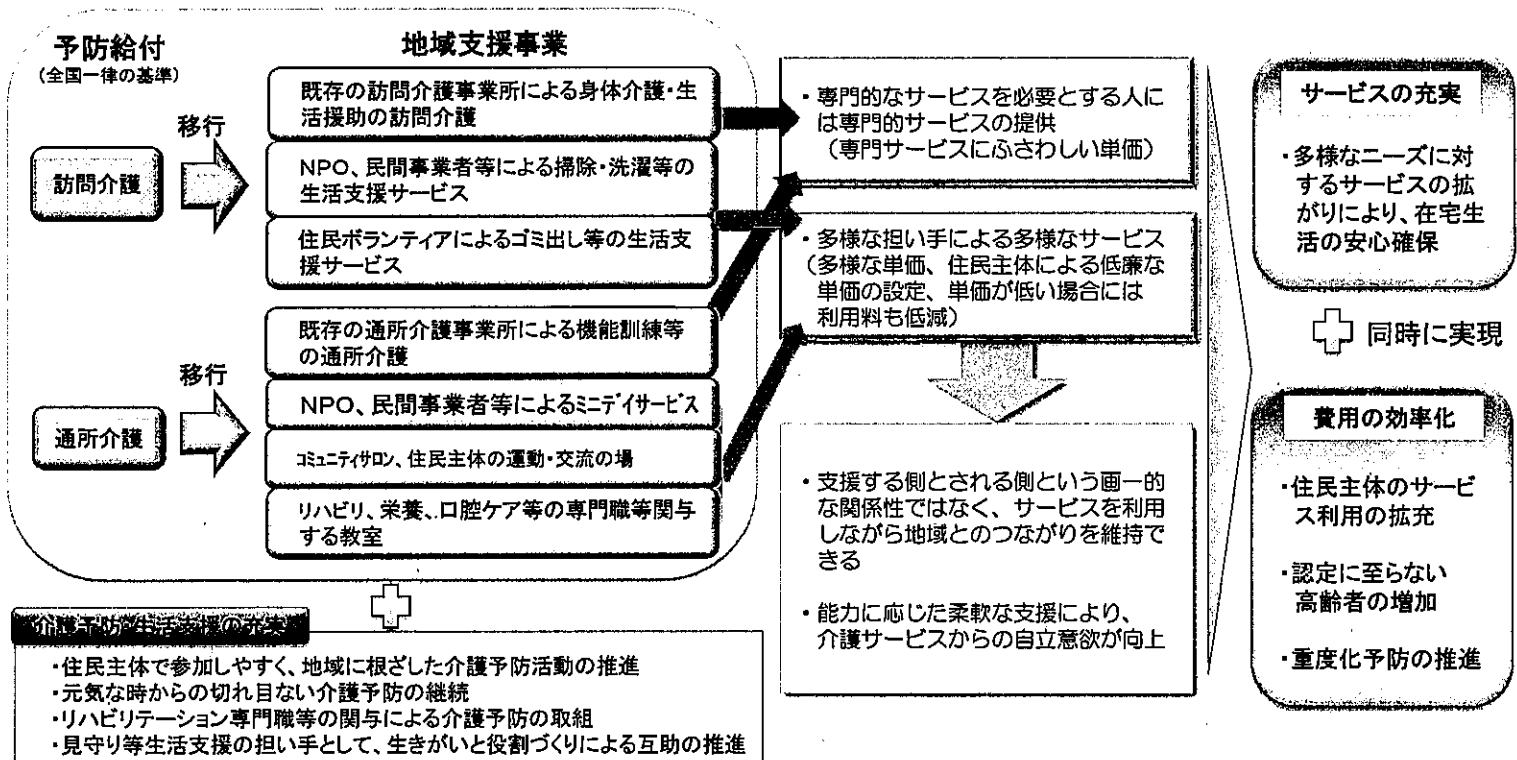 予防給付
(全国一律の基準)
地域支援事業
移行
訪問介護
既存の訪問介護事業所による身体介護・生
活援助の訪問介護
NPO、民間事業者等による掃除・洗濯等の
生活支援サービス
住民ボランティアによるゴミ出し等の生活支
援サービス
移行
通所介護
既存の通所介護事業所による機能訓練等
の通所介護
NPO、民間事業者等によるミニデイサービス
コミュニティサロン、住民主体の運動・交流の場
リハビリ、栄養、口腔ケア等の専門職等関与
する教室
介護予防・生活支援の充実
・住民主体で参加しやすく、地域に根ざした介護予防活動の推進
・元気な時からの切れ目ない介護予防の継続
・リハビリテーション専門職等の関与による介護予防の取組
・見守り等生活支援の担い手として、生きがいと役割づくりによる互助の推進
・専門的なサービスを必要とする人に
は専門的サービスの提供
(専門サービスにふさわしい単価)
・多様な担い手による多様なサービス
(多様な単価、住民主体による低廉な
単価の設定、単価が低い場合には
利用料も低減)
・支援する側とされる側という画一的
な関係性ではなく、サービスを利用
しながら地域とのつながりを維持で
きる
・能力に応じた柔軟な支援により、
介護サービスからの自立意欲が向上
サービスの充実
・多様なニーズに対
するサービスの拡
がりにより、在宅生
活の安心確保
同時に実現
費用の効率化
・住民主体のサービ
ス利用の拡充
・認定に至らない
高齢者の増加
・重度化予防の推進